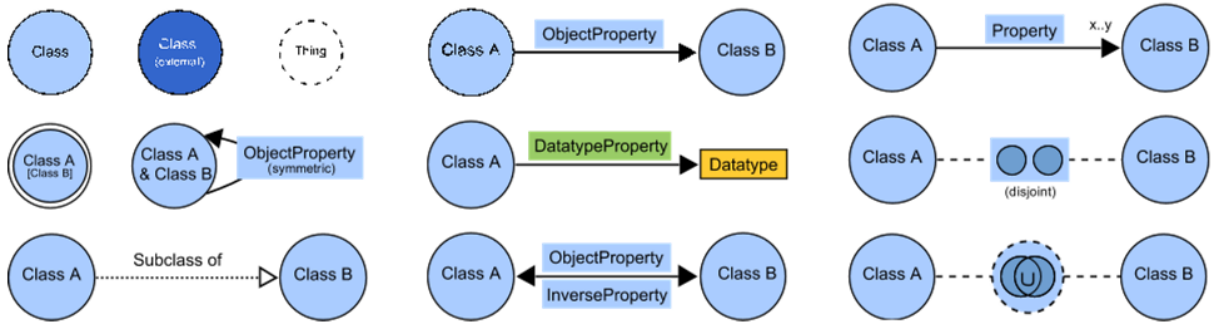 Class
Class
(external)
Thing
Class A
ObjectProperty
Class B
Class A
Property
x..y
Class B
Class A
[Class B]
Class A
& Class B
ObjectProperty
(symmetric)
Class A
DatatypeProperty
Datatype
Class A
(disjoint)
Class B
Class A
Subclass of
Class B
Class A
ObjectProperty
InverseProperty
Class B
Class A
U
Class B